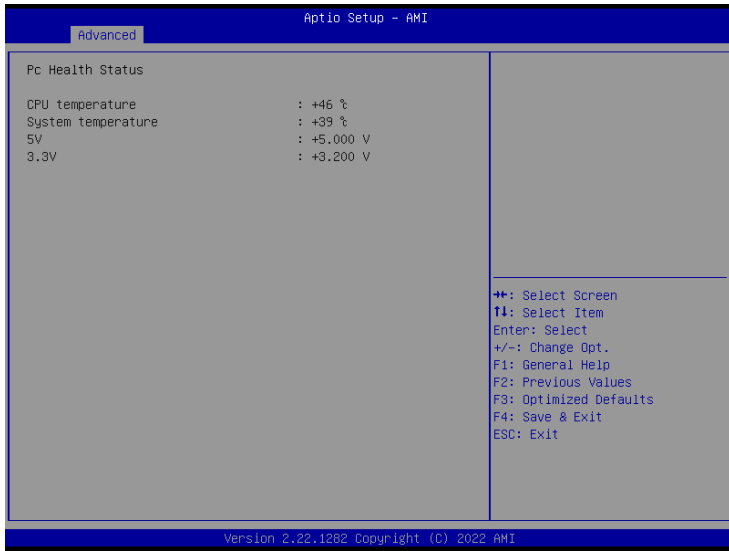 Aptio Setup – AMI
Advanced
Pc Health Status
CPU temperature : +46 ℃
System temperature : +39 ℃
5V : +5.000 V
3.3V : +3.200 V
→←: Select Screen
↑↓: Select Item
Enter: Select
+/-: Change Opt.
F1: General Help
F2: Previous Values
F3: Optimized Defaults
F4: Save & Exit
ESC: Exit
Version 2.22.1282 Copyright (C) 2022 AMI